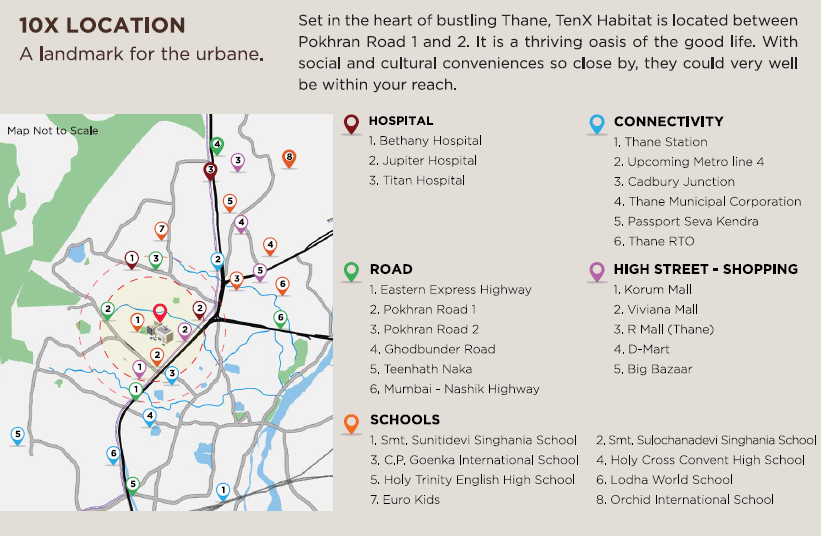 10X LOCATION
A landmark for the urbane.
Set in the heart of bustling Thane, TenX Habitat is located between
Pokhran Road 1 and 2. It is a thriving oasis of the good life. With
social and cultural conveniences so close by, they could very well
be within your reach.
Map Not to Scale
4
3
3
8
5
4
7
4
1
3
2
5
3
6
2
2
1
2
6
2
1
3
1
4
5
6
5
1
HOSPITAL
1. Bethany Hospital
2. Jupiter Hospital
3. Titan Hospital
CONNECTIVITY
1. Thane Station
2. Upcoming Metro line 4
3. Cadbury Junction
4. Thane Municipal Corporation
5. Passport Seva Kendra
6. Thane RTO
ROAD
1. Eastern Express Highway
2. Pokhran Road 1
3. Pokhran Road 2
4. Ghodbunder Road
5. Teenhath Naka
6, Mumbai - Nashik Highway
HIGH STREET - SHOPPING
1. Korum Mall
2. Viviana Mall
3. R Mall (Thane)
4. D-Mart
5. Big Bazaar
SCHOOLS
1, Smt, Sunitidevi Singhania School
2, Smt, Sulochanadevi Singhania School
3, C,P, Goenka International School
4, Holy Cross Convent High School
5, Holy Trinity English High School
6. Lodha World School
7. Euro Kids
8. Orchid International School